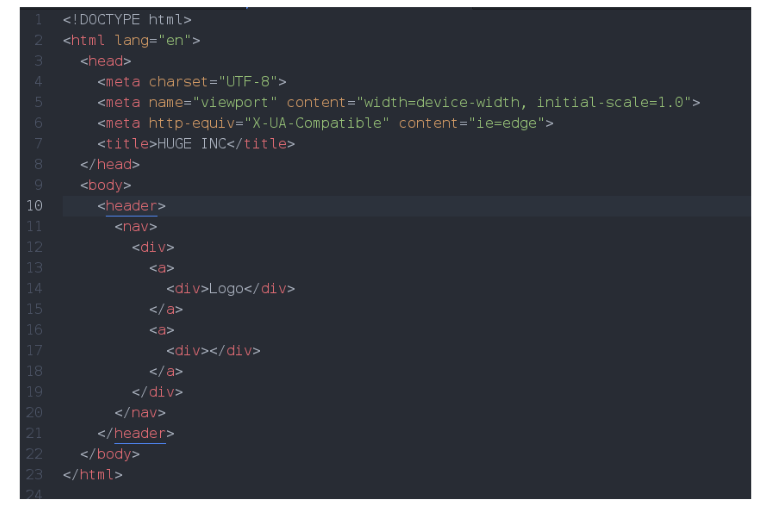 1 <!DOCTYPE html>
2 <html lang="en">
3   <head>
4     <meta charset="UTF-8">
5     <meta name="viewport" content="width=device-width, initial-scale=1.0">
6     <meta http-equiv="X-UA-Compatible" content="ie=edge">
7     <title>HUGE INC</title>
8   </head>
9   <body>
10     <header>
11       <nav>
12         <div>
13           <a>
14             <div>Logo</div>
15           </a>
16           <a>
17             <div></div>
18           </a>
19         </div>
20       </nav>
21     </header>
22   </body>
23 </html>
24